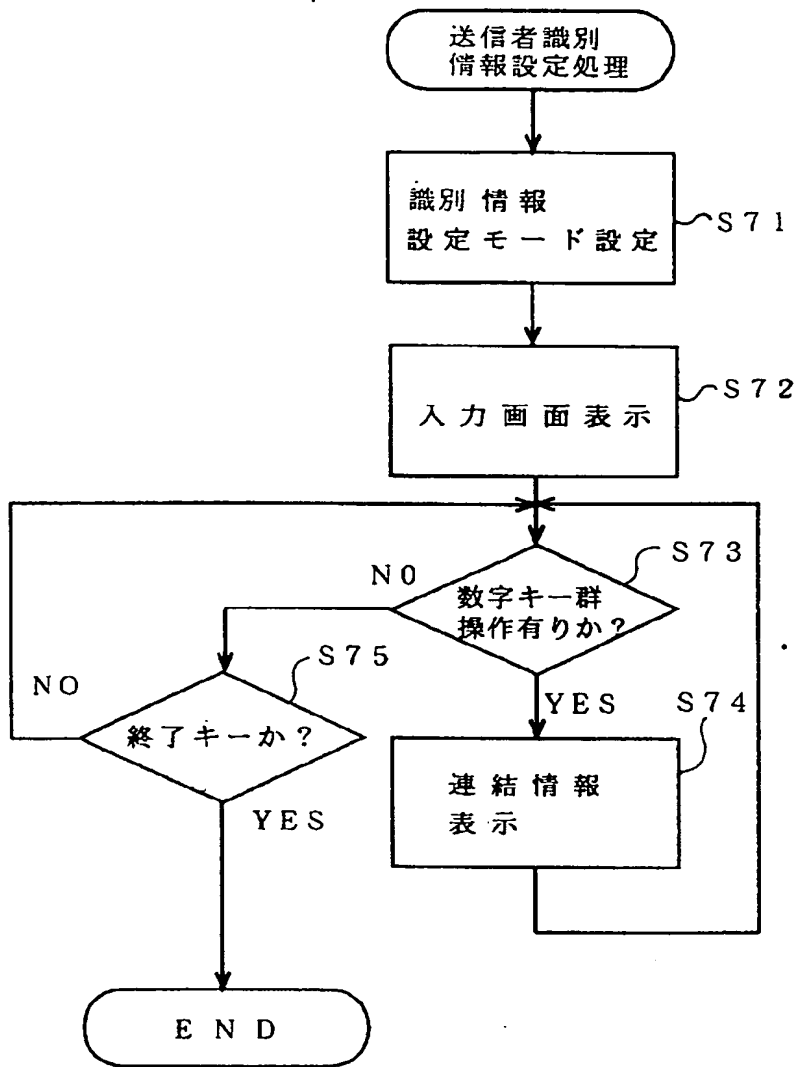 送信者識別
情報設定処理
識別情報
設定モード設定
S71
入力画面表示
S72
S73
NO
数字キー群
操作有りか？
S75
NO
YES
S74
終了キーか？
連結情報
表示
YES
END